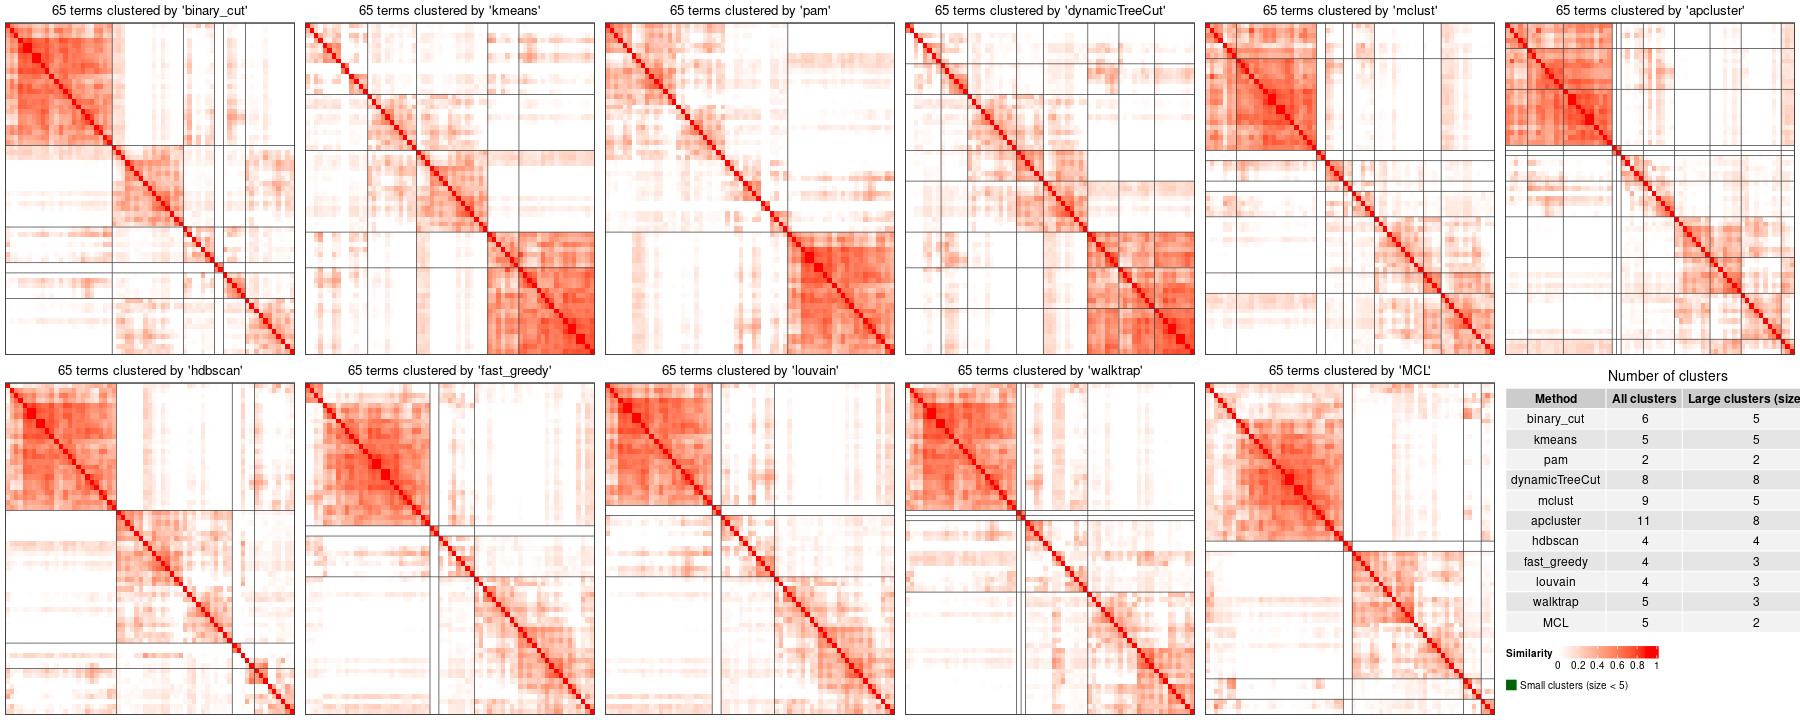 65 terms clustered by 'binary_cut'
65 terms clustered by 'kmeans'
65 terms clustered by 'pam'
65 terms clustered by 'dynamicTreeCut'
65 terms clustered by 'mclust'
65 terms clustered by 'apcluster'
65 terms clustered by 'hdbscan'
65 terms clustered by 'fast_greedy'
65 terms clustered by 'louvain'
65 terms clustered by 'walktrap'
65 terms clustered by 'MCL'
Number of clusters
Method All clusters Large clusters (size
binary_cut 6 5
kmeans 5 5
pam 2 2
dynamicTreeCut 8 8
mclust 9 5
apcluster 11 8
hdbscan 4 4
fast_greedy 4 3
louvain 4 3
walktrap 5 3
MCL 5 2
Similarity
0 0.2 0.4 0.6 0.8 1
Small clusters (size < 5)